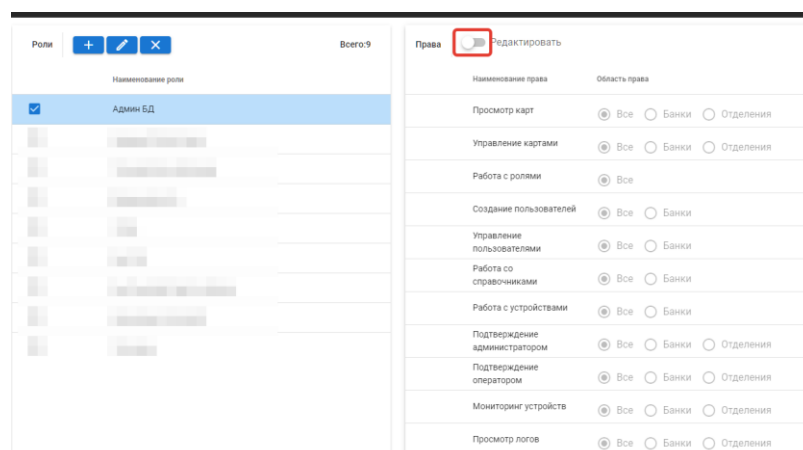 Роли
Всего:9
Наименование роли
Админ БД
Права Редактировать
Наименование права Область права
Просмотр карт Все Банки Отделения
Управление картами Все Банки Отделения
Работа с ролями Все
Создание пользователей Все Банки
Управление
пользователями Все Банки
Работа со
справочниками Все Банки
Работа с устройствами Все Банки
Подтверждение
администратором Все Банки Отделения
Подтверждение
оператором Все Банки Отделения
Мониторинг устройств Все Банки Отделения
Просмотр логов Все Банки Отделения